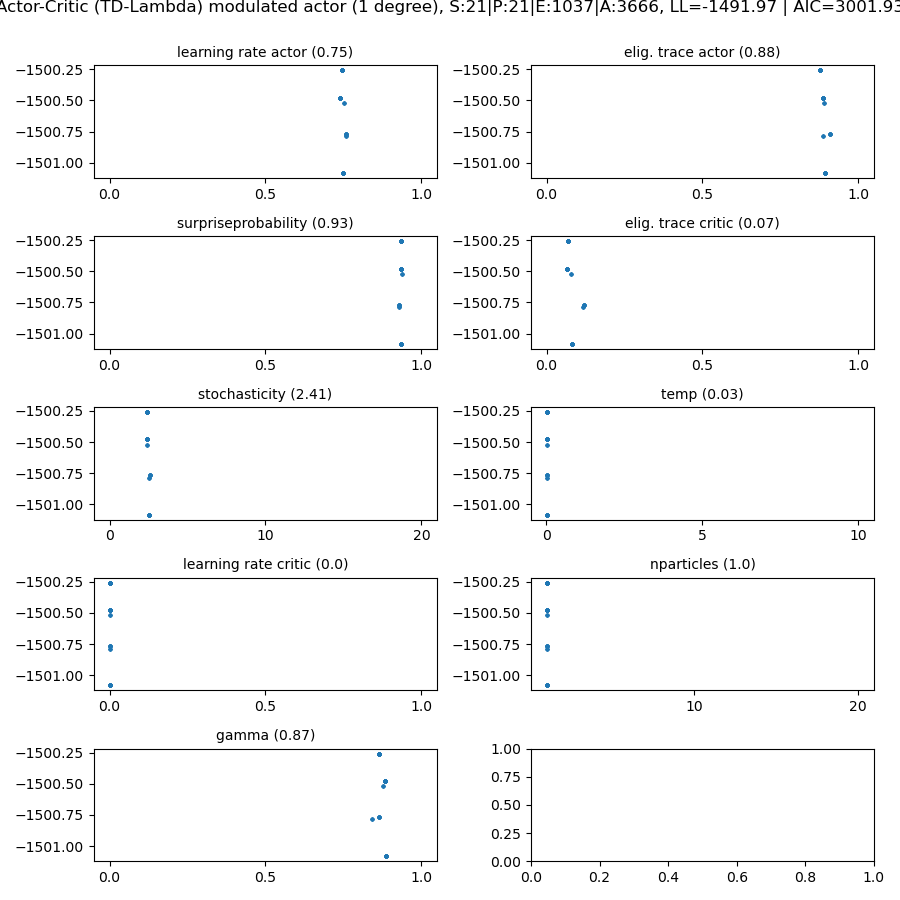 Actor-Critic (TD-Lambda) modulated actor (1 degree), S:21|P:21|E:1037|A:3666, LL=-1491.97 | AIC=3001.93
learning rate actor (0.75)
−1500.25
−1500.50
−1500.75
−1501.00
0.0 0.5 1.0
elig. trace actor (0.88)
−1500.25
−1500.50
−1500.75
−1501.00
0.0 0.5 1.0
surpriseprobability (0.93)
−1500.25
−1500.50
−1500.75
−1501.00
0.0 0.5 1.0
elig. trace critic (0.07)
−1500.25
−1500.50
−1500.75
−1501.00
0.0 0.5 1.0
stochasticity (2.41)
−1500.25
−1500.50
−1500.75
−1501.00
0 10 20
temp (0.03)
−1500.25
−1500.50
−1500.75
−1501.00
0 5 10
learning rate critic (0.0)
−1500.25
−1500.50
−1500.75
−1501.00
0.0 0.5 1.0
nparticles (1.0)
−1500.25
−1500.50
−1500.75
−1501.00
10 20
gamma (0.87)
−1500.25
−1500.50
−1500.75
−1501.00
0.0 0.5 1.0
1.00
0.75
0.50
0.25
0.00
0.0 0.2 0.4 0.6 0.8 1.0